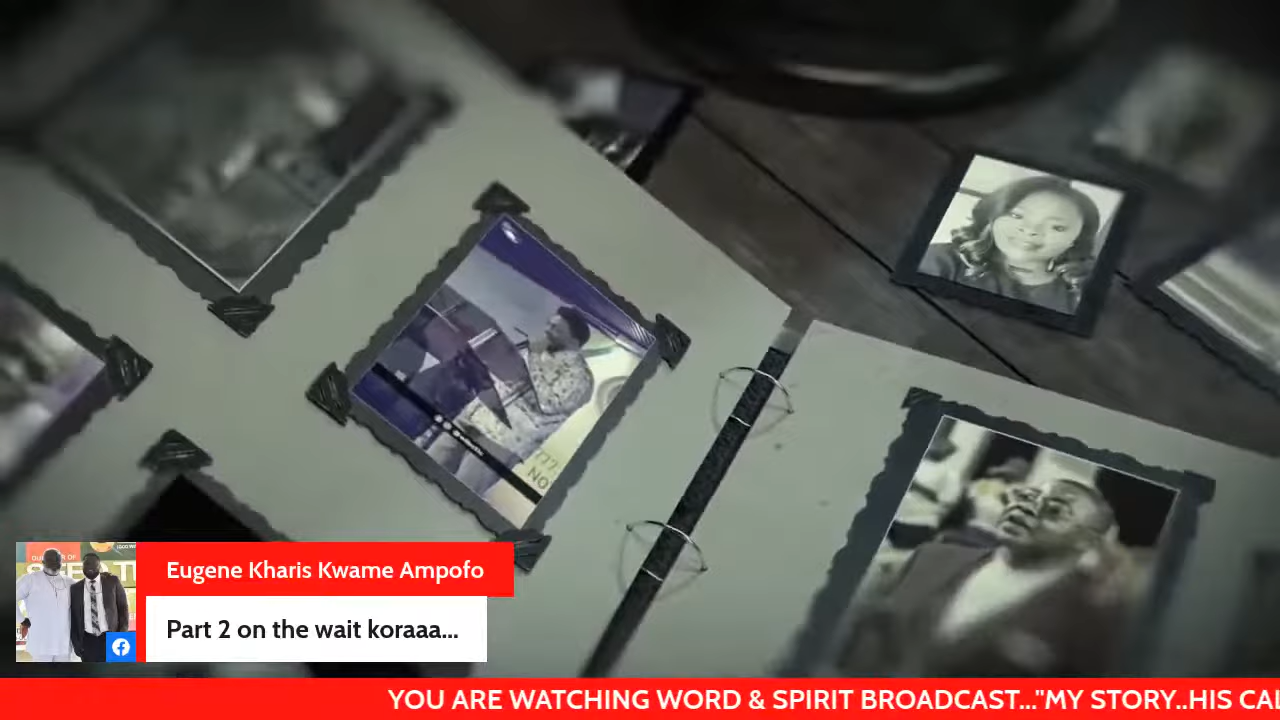 Eugene Kharis Kwame Ampofo
Part 2 on the wait koraaa...
YOU ARE WATCHING WORD & SPIRIT BROADCAST..."MY STORY..HIS CAL